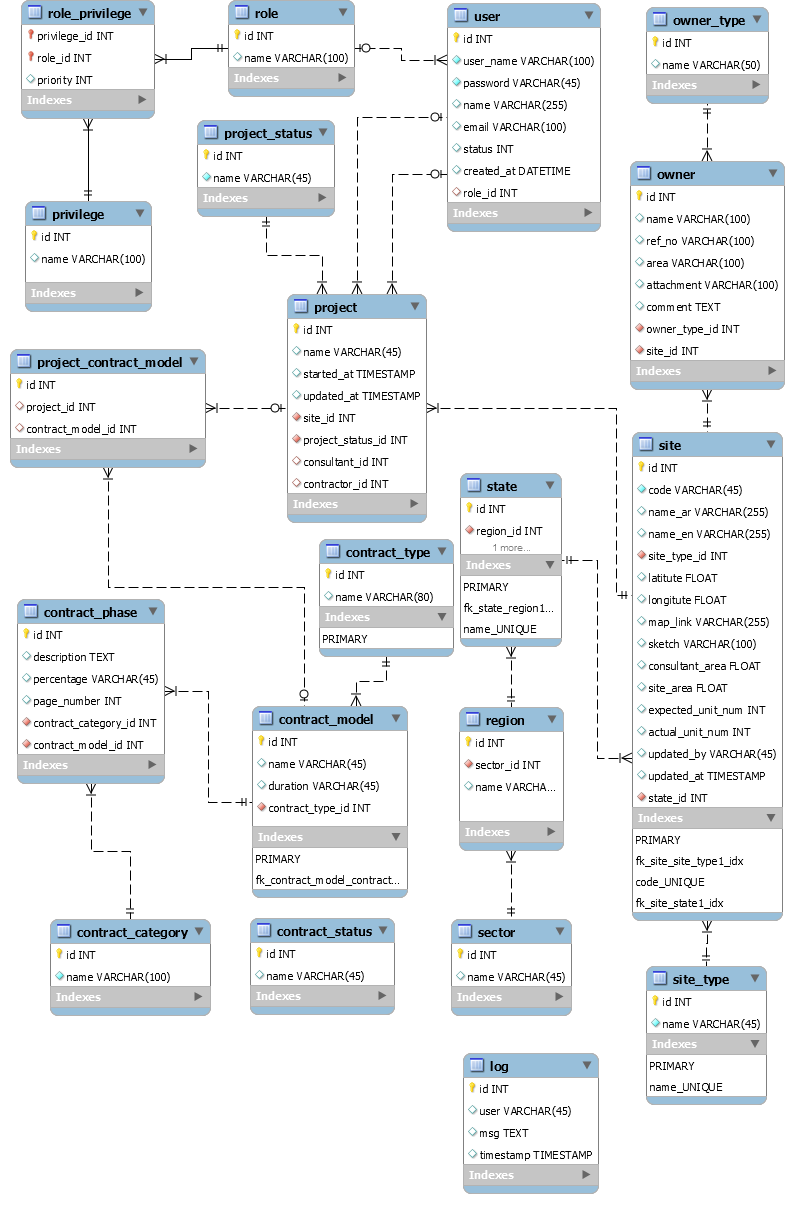 role_privilege
privilege_id INT
role_id INT
priority INT
Indexes
role
id INT
name VARCHAR(100)
Indexes
user
id INT
user_name VARCHAR(100)
password VARCHAR(45)
name VARCHAR(255)
email VARCHAR(100)
status INT
created_at DATETIME
role_id INT
Indexes
owner_type
id INT
name VARCHAR(50)
Indexes
project_status
id INT
name VARCHAR(45)
Indexes
privilege
id INT
name VARCHAR(100)
Indexes
owner
id INT
name VARCHAR(100)
ref_no VARCHAR(100)
area VARCHAR(100)
attachment VARCHAR(100)
comment TEXT
owner_type_id INT
site_id INT
Indexes
project
id INT
name VARCHAR(45)
started_at TIMESTAMP
updated_at TIMESTAMP
site_id INT
project_status_id INT
consultant_id INT
contractor_id INT
Indexes
project_contract_model
id INT
project_id INT
contract_model_id INT
Indexes
site
id INT
code VARCHAR(45)
name_ar VARCHAR(255)
name_en VARCHAR(255)
site_type_id INT
latitute FLOAT
longitute FLOAT
map_link VARCHAR(255)
sketch VARCHAR(100)
consultant_area FLOAT
site_area FLOAT
expected_unit_num INT
actual_unit_num INT
updated_by VARCHAR(45)
updated_at TIMESTAMP
state_id INT
Indexes
PRIMARY
fk_site_site_type1_idx
code_UNIQUE
fk_site_state1_idx
state
id INT
region_id INT
1 more...
Indexes
PRIMARY
fk_state_region1...
name_UNIQUE
contract_type
id INT
name VARCHAR(80)
Indexes
PRIMARY
contract_phase
id INT
description TEXT
percentage VARCHAR(45)
page_number INT
contract_category_id INT
contract_model_id INT
Indexes
contract_model
id INT
name VARCHAR(45)
duration VARCHAR(45)
contract_type_id INT
Indexes
PRIMARY
fk_contract_model_contract...
region
id INT
sector_id INT
name VARCHA...
Indexes
contract_category
id INT
name VARCHAR(100)
Indexes
contract_status
id INT
name VARCHAR(45)
Indexes
sector
id INT
name VARCHAR(45)
Indexes
site_type
id INT
name VARCHAR(45)
Indexes
PRIMARY
name_UNIQUE
log
id INT
user VARCHAR(45)
msg TEXT
timestamp TIMESTAMP
Indexes